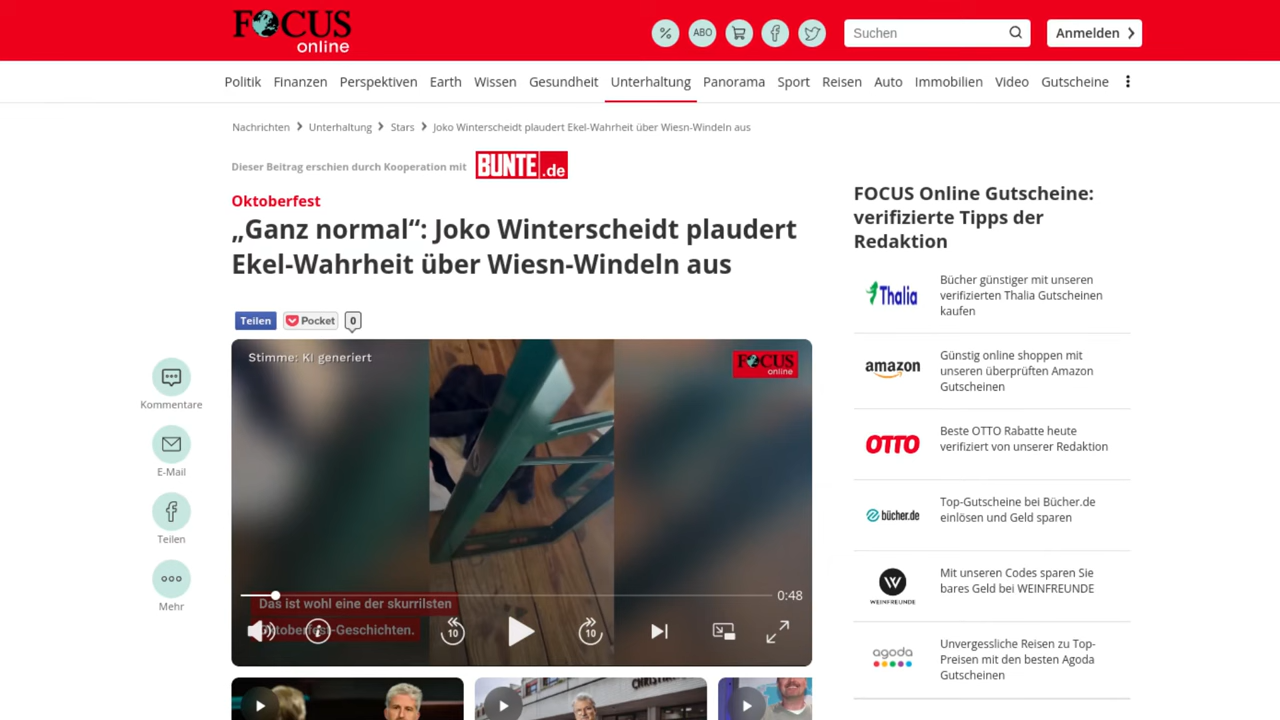 FOCUS
online
%
ABO
Suchen
Anmelden
Politik Finanzen Perspektiven Earth Wissen Gesundheit Unterhaltung Panorama Sport Reisen Auto Immobilien Video Gutscheine
Nachrichten > Unterhaltung > Stars > Joko Winterscheidt plaudert Ekel-Wahrheit über Wiesn-Windeln aus
Dieser Beitrag erschien durch Kooperation mit BUNTE.de
Oktoberfest
„Ganz normal“: Joko Winterscheidt plaudert
Ekel-Wahrheit über Wiesn-Windeln aus
Teilen Pocket 0
Stimme: KI generiert
FOCUS
online
0:48
Das ist wohl eine der skurrilsten
Oktoberfest-Geschichten.
10
10
Kommentare
E-Mail
Teilen
Mehr
FOCUS Online Gutscheine:
verifizierte Tipps der
Redaktion
Thalia
Bücher günstiger mit unseren
verifizierten Thalia Gutscheinen
kaufen
amazon
Günstig online shoppen mit
unseren überprüften Amazon
Gutscheinen
OTTO
Beste OTTO Rabatte heute
verifiziert von unserer Redaktion
bücher.de
Top-Gutscheine bei Bücher.de
einlösen und Geld sparen
W
WEINFREUNDE
Mit unseren Codes sparen Sie
bares Geld bei WEINFREUNDE
agoda
Unvergessliche Reisen zu Top-
Preisen mit den besten Agoda
Gutscheinen